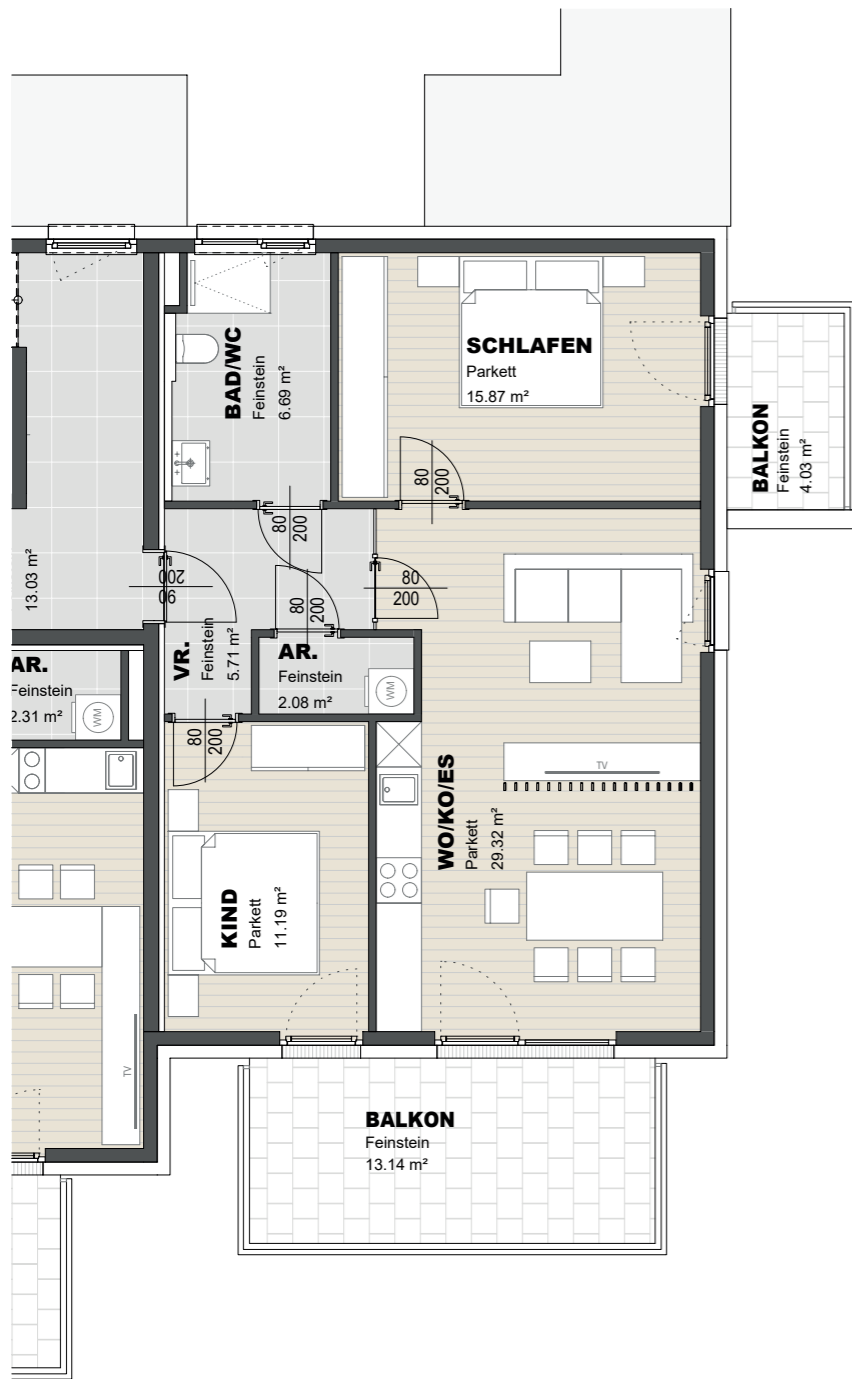 BAD/WC
Feinstein
6.69 m²
SCHLAFEN
Parkett
15.87 m²
BALKON
Feinstein
4.03 m²
80
200
80
200
13.03 m²
90
200
80
200
80
200
VR.
Feinstein
5.71 m²
AR.
Feinstein
2.08 m²
WM
AR.
Feinstein
2.31 m²
WM
80
200
TV
WO/KO/ES
Parkett
29.32 m²
KIND
Parkett
11.19 m²
TV
BALKON
Feinstein
13.14 m²